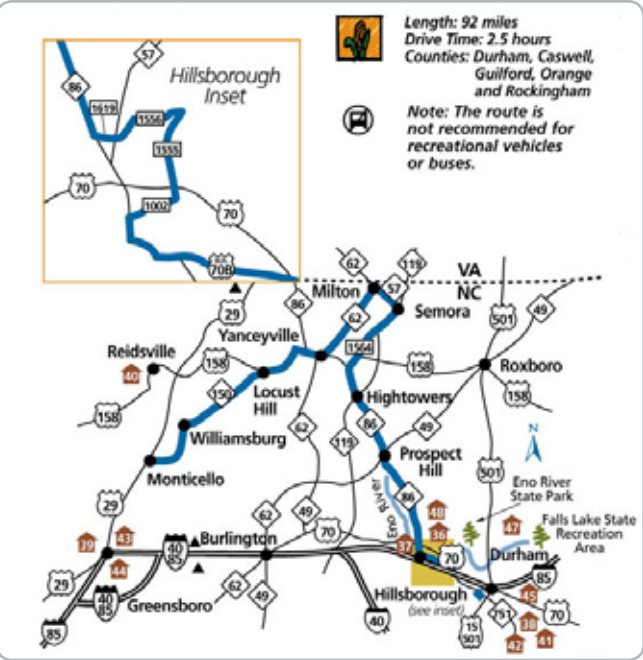 Length: 92 miles
Drive Time: 2.5 hours
Counties: Durham, Caswell,
Guilford, Orange
and Rockingham
Note: The route is
not recommended for
recreational vehicles
or buses.
Hillsborough
Inset
57
86
1619
1556
1555
70
1002
70
70B
62
119
VA
NC
Milton
57
Semora
86
29
62
501
49
Yanceyville
Reidsville
158
1564
158
Roxboro
40
150
Locust
Hill
Hightowers
158
158
86
49
Williamsburg
62
119
Prospect
Hill
501
Monticello
N
Eno River
State Park
29
62
49
70
Eno River
86
48
36
47
Falls Lake State
Recreation
Area
39
43
44
40
85
Burlington
37
70
Durham
85
29
40
85
Greensboro
62
49
40
Hillsborough
(see inset)
751
45
70
85
15
501
38
42
41